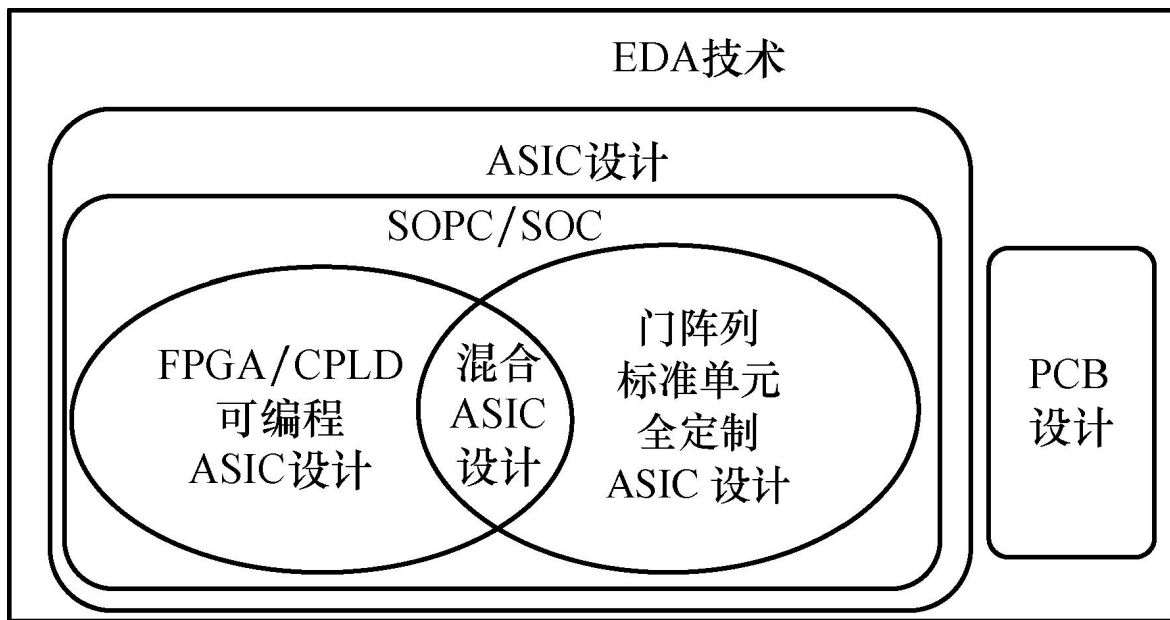 EDA技术
ASIC设计
SOPC/SOC
FPGA/CPLD
可编程
ASIC设计
混合
ASIC
设计
门阵列
标准单元
全定制
ASIC 设计
PCB
设计